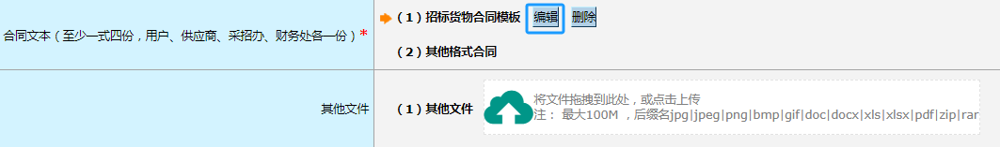 （1）招标货物合同模板 编辑 删除
合同文本（至少一式四份，用户、供应商、采招办、财务处各一份）*
（2）其他格式合同
其他文件 （1）其他文件
将文件拖拽到此处，或点击上传
注： 最大100M ，后缀名jpg|jpeg|png|bmp|gif|doc|docx|xls|xlsx|pdf|zip|rar